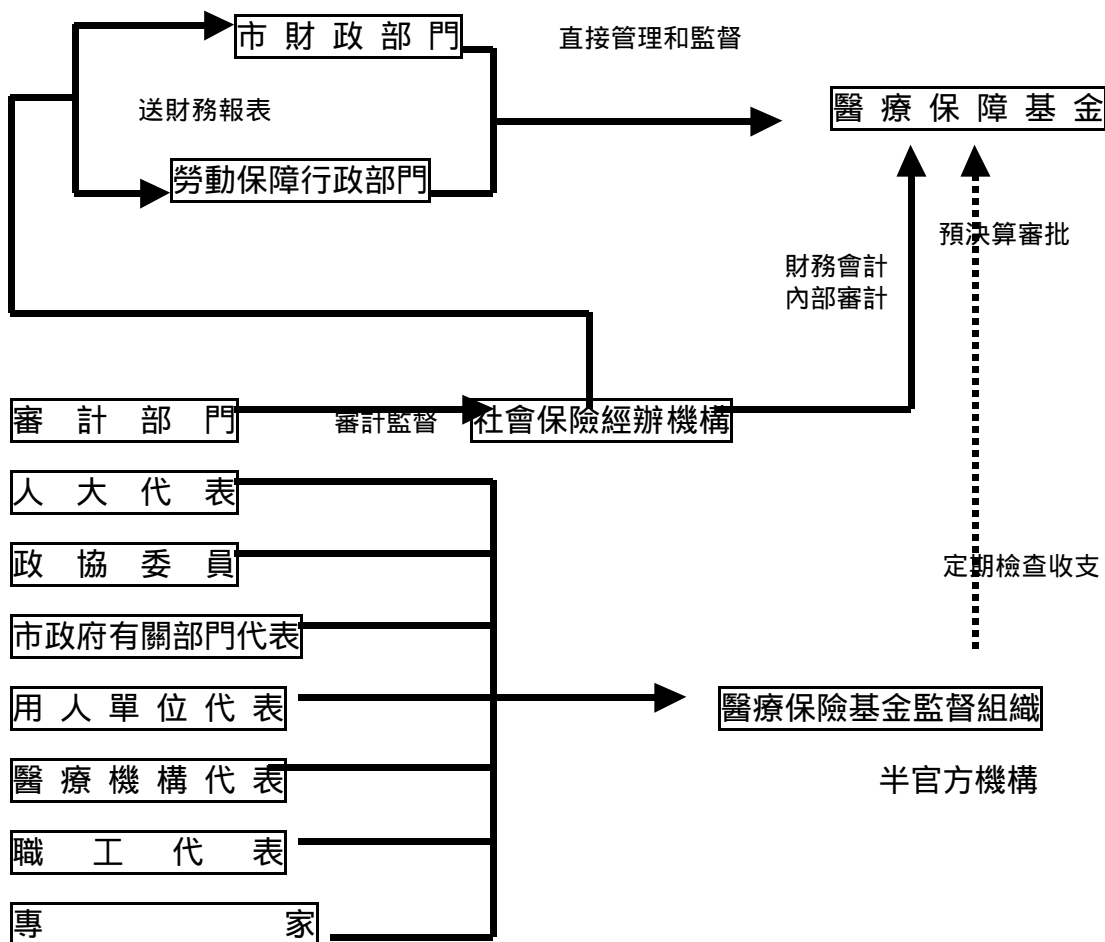 市財政部門
直接管理和監督
送財務報表
醫療保障基金
勞動保障行政部門
預決算審批
財務會計
內部審計
審計部門
審計監督
社會保險經辦機構
人大代表
政協委員
定期檢查收支
市政府有關部門代表
用人單位代表
醫療保險基金監督組織
醫療機構代表
半官方機構
職工代表
專家